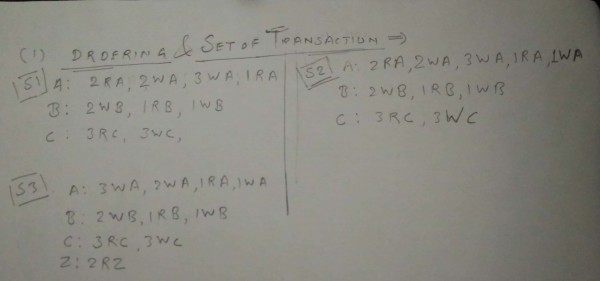 (1) ORDERING & SET OF TRANSACTION ⇒
S1 A: 2RA, 2WA, 3WA, 1RA
B: 2WB, 1RB, 1WB
C: 3RC, 3WC,
S2 A: 2RA, 2WA, 3WA, 1RA, 1WA
B: 2WB, 1RB, 1WB
C: 3RC, 3WC
S3 A: 3WA, 2WA, 1RA, 1WA
B: 2WB, 1RB, 1WB
C: 3RC, 3WC
Z: 2RZ